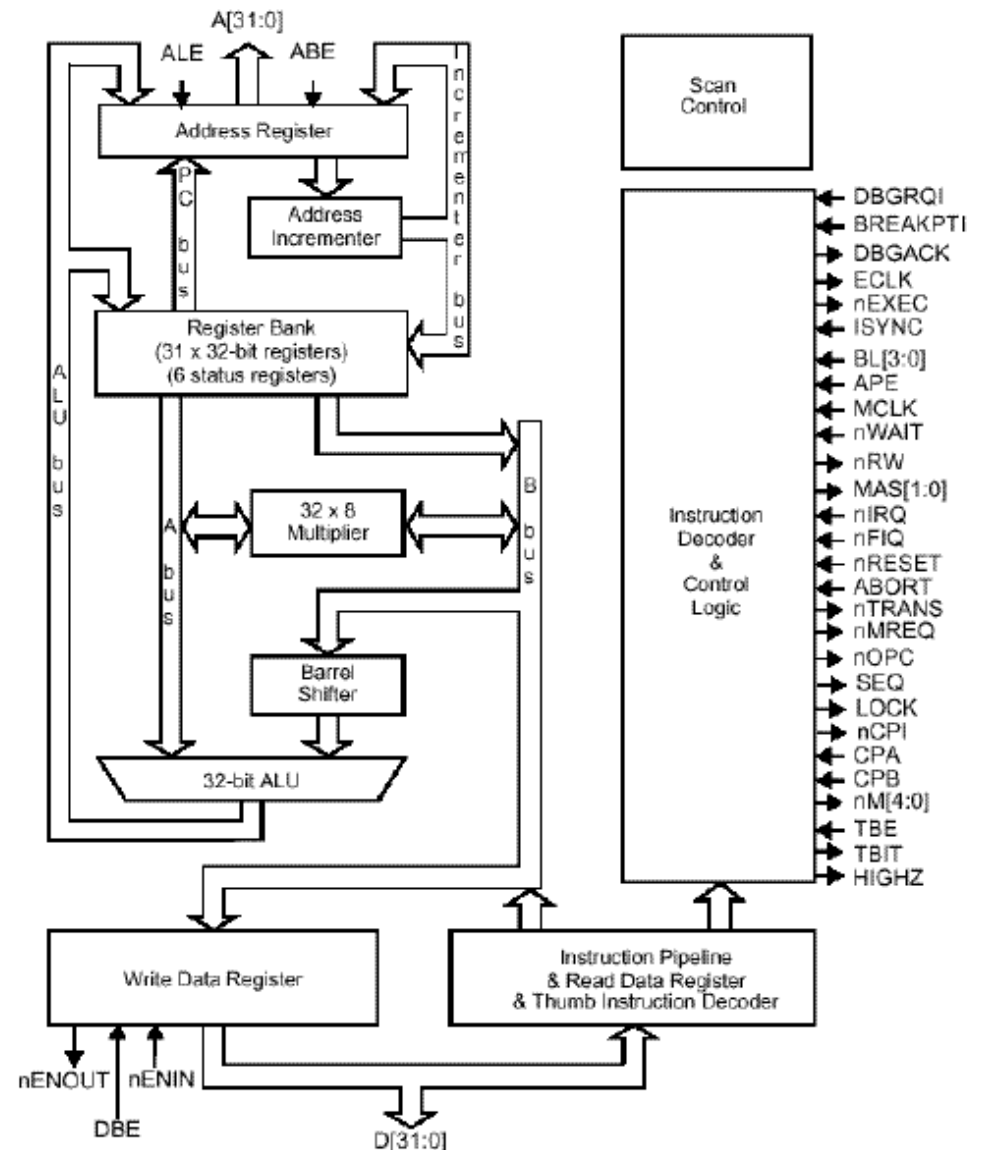 A[31:0]
ALE
ABE
Incrementer bus
Scan
Control
Address Register
PC bus
Address
Incrementer
Register Bank
(31 x 32-bit registers)
(6 status registers)
ALU bus
A bus
B bus
32 x 8
Multiplier
Barrel
Shifter
32-bit ALU
Instruction
Decoder
&
Control
Logic
DBGRQI
BREAKPTI
DBGACK
ECLK
nEXEC
ISYNC
BL[3:0]
APE
MCLK
nWAIT
nRW
MAS[1:0]
nIRQ
nFIQ
nRESET
ABORT
nTRANS
nMREQ
nOPC
SEQ
LOCK
nCPI
CPA
CPB
nM[4:0]
TBE
TBIT
HIGHZ
Write Data Register
Instruction Pipeline
& Read Data Register
& Thumb Instruction Decoder
nENOUT
nENIN
DBE
D[31:0]